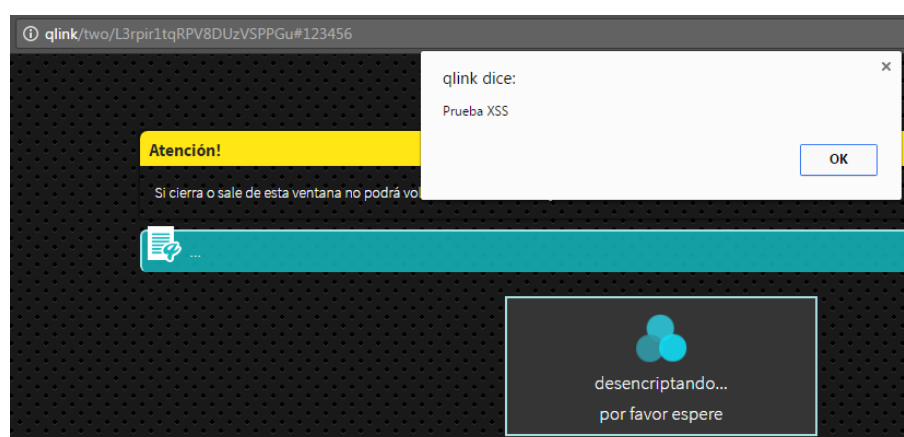 qlink/two/L3rpir1tqRPV8DUzVSPPGu#123456
qlink dice:
Prueba XSS
OK
Atención!
Si cierra o sale de esta ventana no podrá
...
desencriptando...
por favor espere